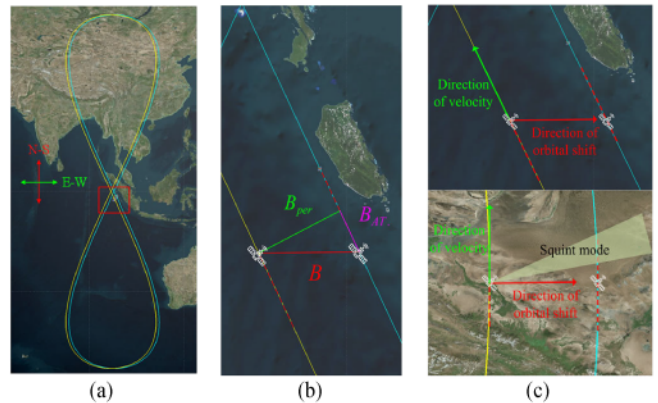 N-S
E-W
(a)
B_per
B_AT
B
(b)
Direction
of velocity
Direction of
orbital shift
Direction
of velocity
Squint mode
Direction of
orbital shift
(c)